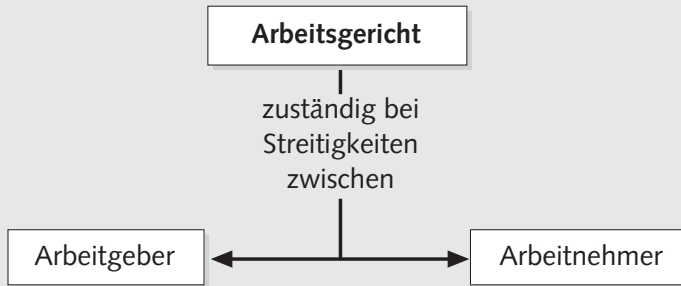 Arbeitsgericht
zuständig bei
Streitigkeiten
zwischen
Arbeitgeber
Arbeitnehmer